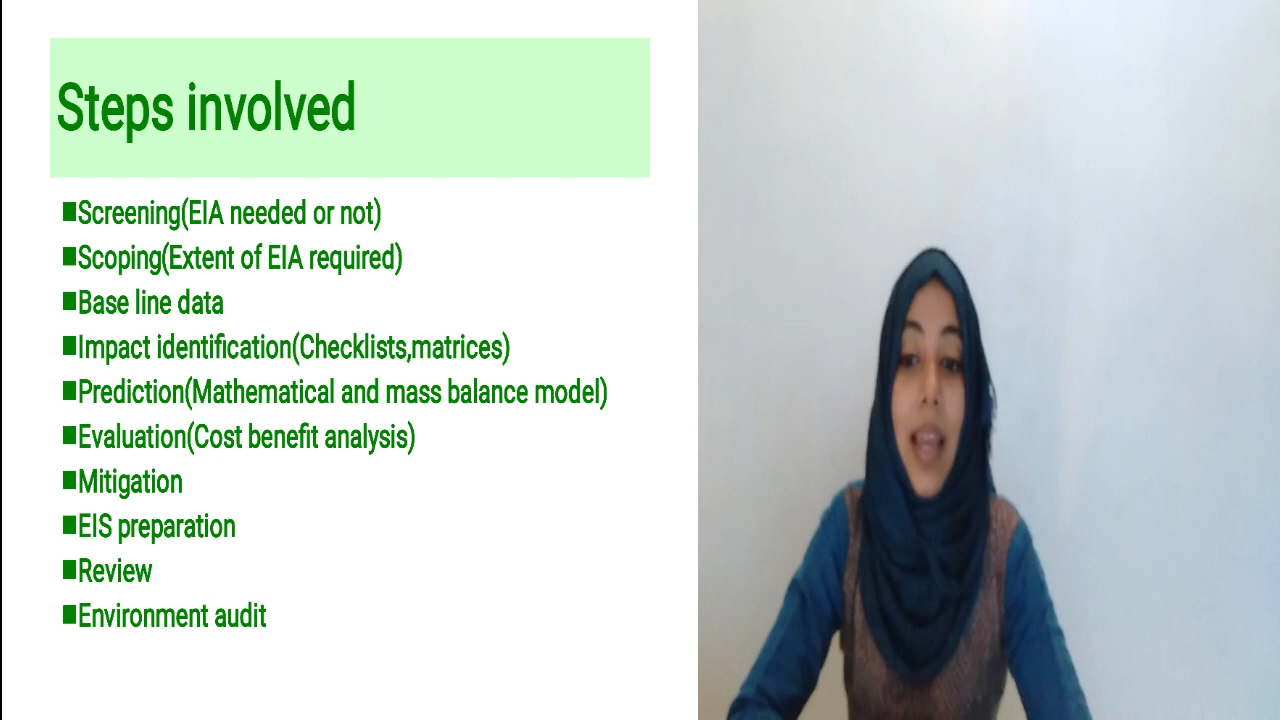 Steps involved
■Screening(EIA needed or not)
■Scoping(Extent of EIA required)
■Base line data
■Impact identification(Checklists,matrices)
■Prediction(Mathematical and mass balance model)
■Evaluation(Cost benefit analysis)
■Mitigation
■EIS preparation
■Review
■Environment audit